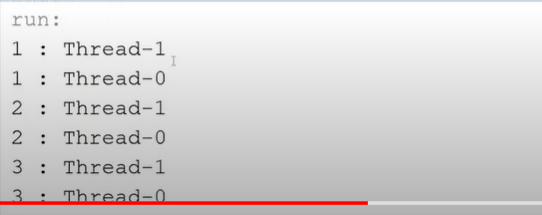 run:
1 : Thread-1
1 : Thread-0
2 : Thread-1
2 : Thread-0
3 : Thread-1
3 : Thread-0